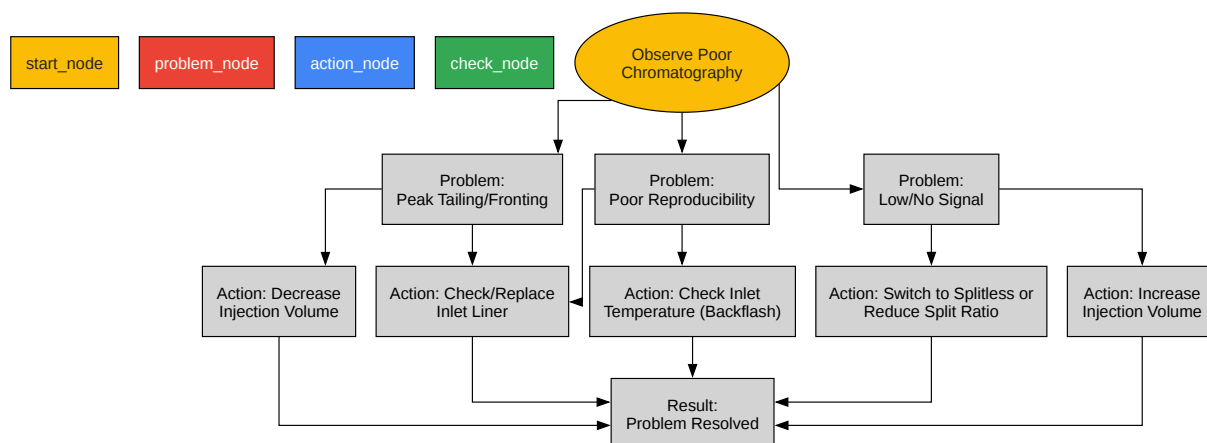 start_node
problem_node
action_node
check_node
Observe Poor
Chromatography
Problem:
Peak Tailing/Fronting
Problem:
Poor Reproducibility
Problem:
Low/No Signal
Action: Decrease
Injection Volume
Action: Check/Replace
Inlet Liner
Action: Check Inlet
Temperature (Backflash)
Action: Switch to Splitless or
Reduce Split Ratio
Action: Increase
Injection Volume
Result:
Problem Resolved